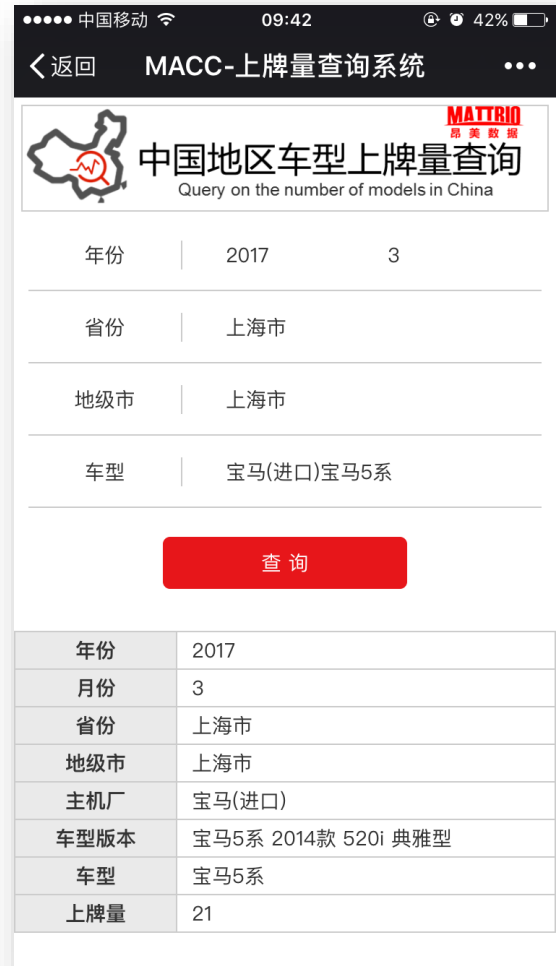 中国移动 09:42 42%
返回 MACC-上牌量查询系统
MATTRIO
昂美数据
中国地区车型上牌量查询
Query on the number of models in China
年份 2017 3
省份 上海市
地级市 上海市
车型 宝马(进口)宝马5系
查询
年份 2017
月份 3
省份 上海市
地级市 上海市
主机厂 宝马(进口)
车型版本 宝马5系 2014款 520i 典雅型
车型 宝马5系
上牌量 21